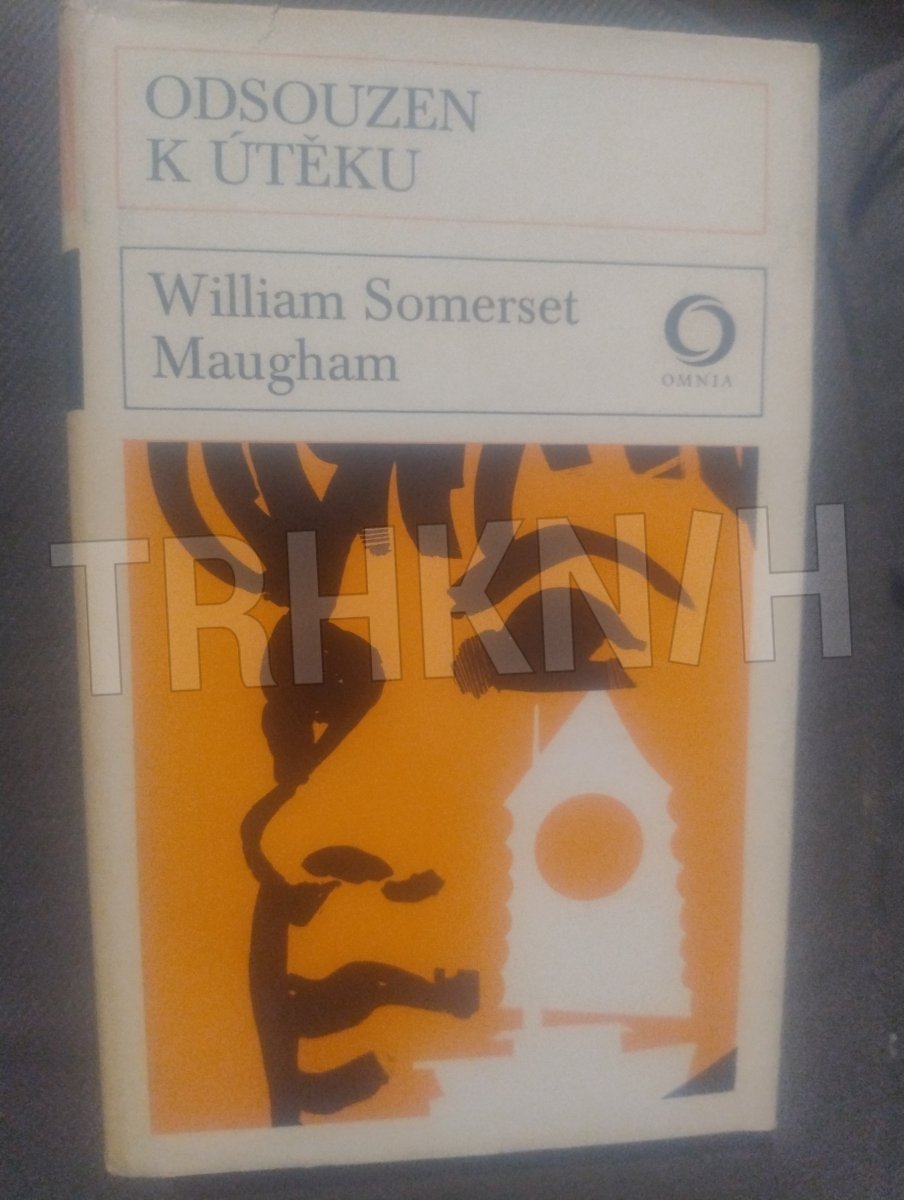 ODSOUZEN
K ÚTĚKU
William Somerset
Maugham
OMNIA
TRHKNIH